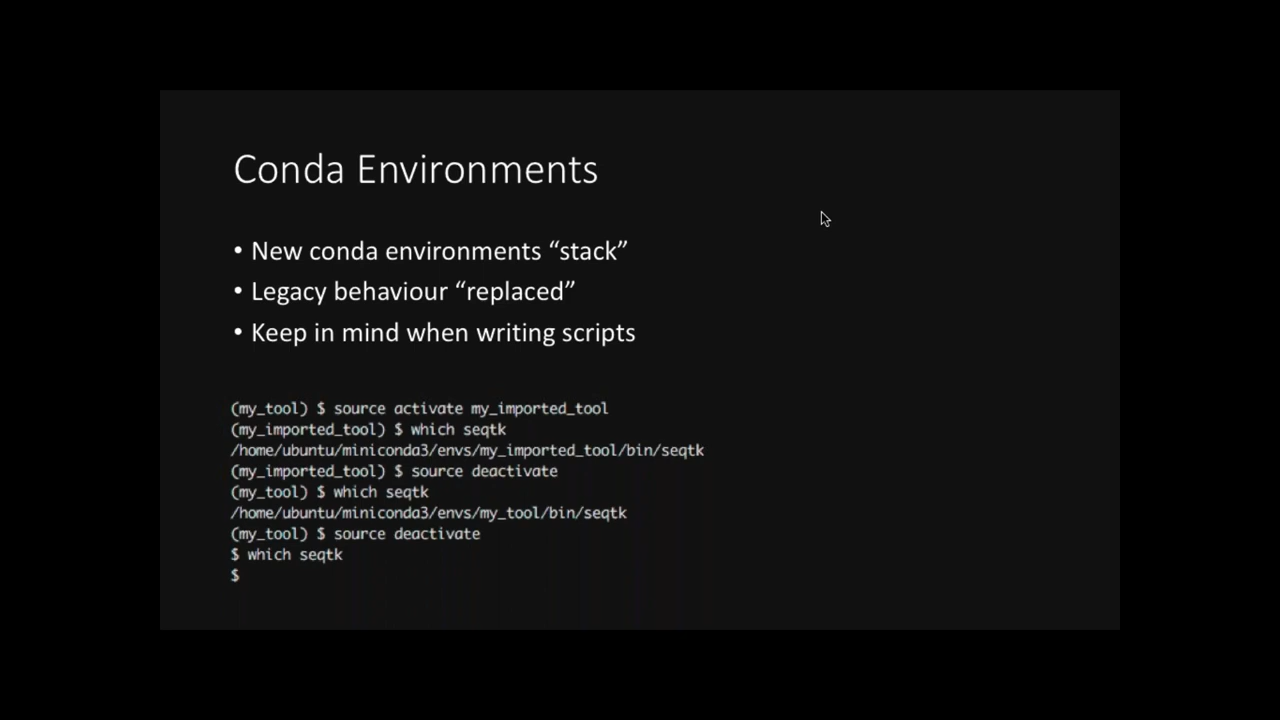 Conda Environments
• New conda environments “stack”
• Legacy behaviour “replaced”
• Keep in mind when writing scripts
(my_tool) $ source activate my_imported_tool
(my_imported_tool) $ which seqtk
/home/ubuntu/miniconda3/envs/my_imported_tool/bin/seqtk
(my_imported_tool) $ source deactivate
(my_tool) $ which seqtk
/home/ubuntu/miniconda3/envs/my_tool/bin/seqtk
(my_tool) $ source deactivate
$ which seqtk
$